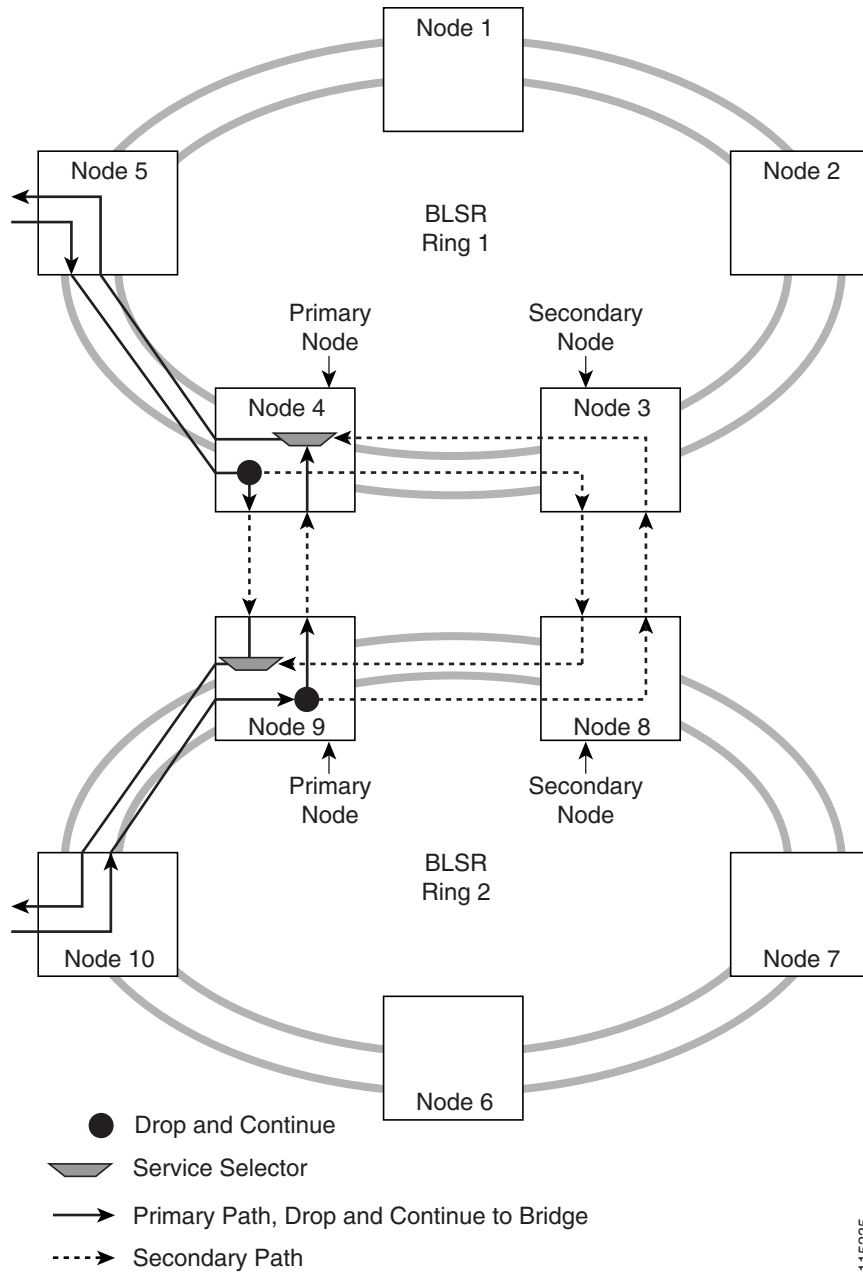 Node 1
Node 5
Node 2
BLSR
Ring 1
Primary
Node
Secondary
Node
Node 4
Node 3
Node 9
Node 8
Primary
Node
Secondary
Node
BLSR
Ring 2
Node 10
Node 7
Node 6
Drop and Continue
Service Selector
Primary Path, Drop and Continue to Bridge
Secondary Path